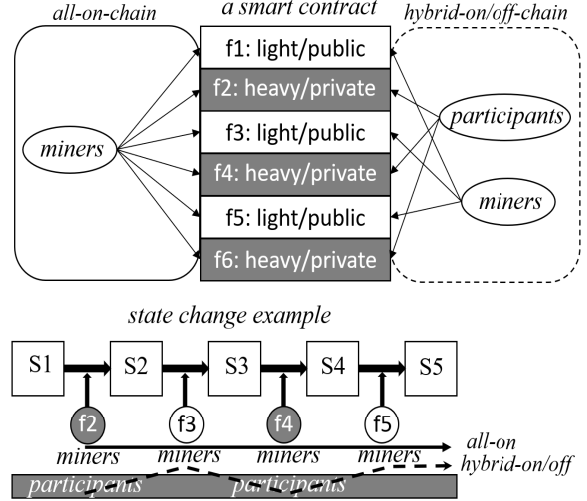 all-on-chain
a smart contract
hybrid-on/off-chain
f1: light/public
f2: heavy/private
f3: light/public
f4: heavy/private
f5: light/public
f6: heavy/private
miners
participants
miners
state change example
S1 S2 S3 S4 S5
f2 f3 f4 f5
miners miners miners miners
all-on
hybrid-on/off
participants participants